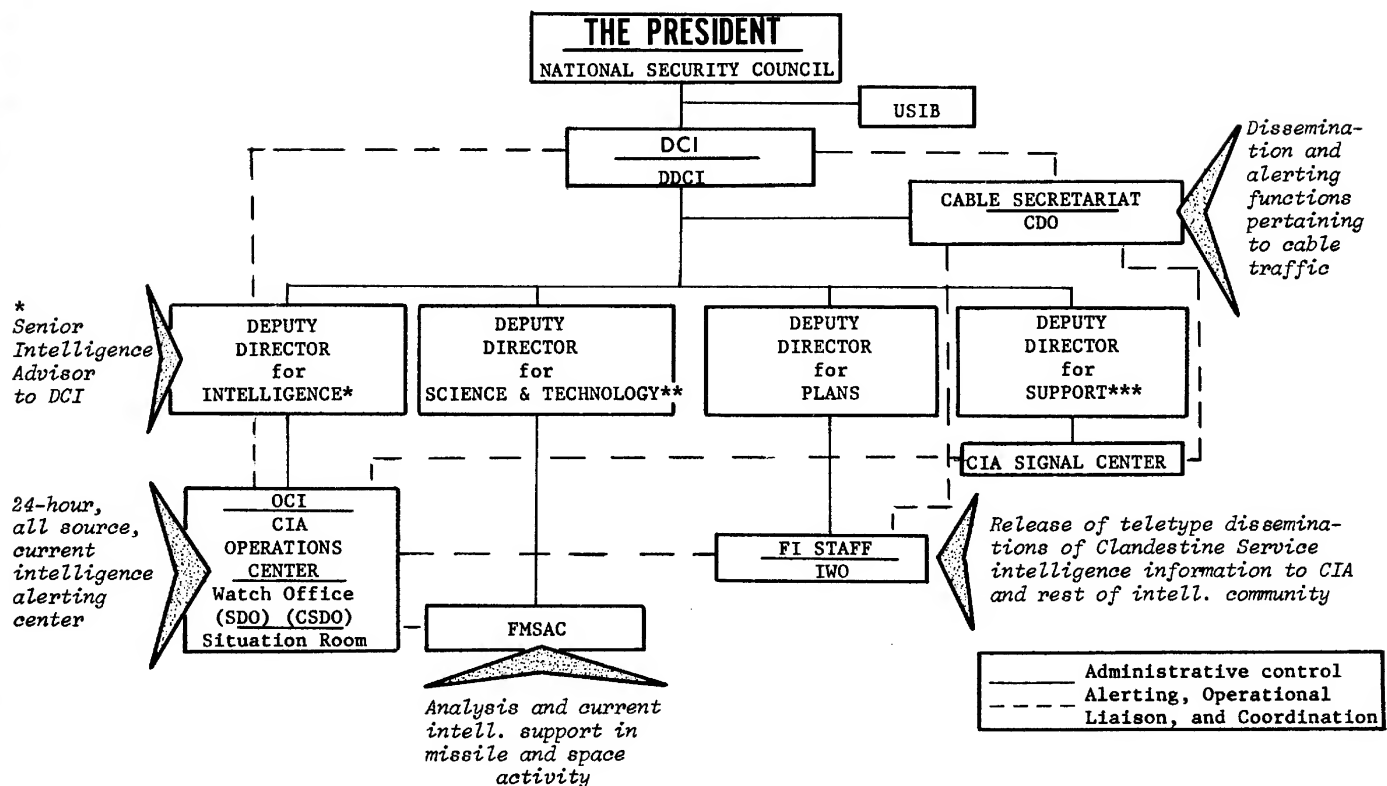 THE PRESIDENT
NATIONAL SECURITY COUNCIL
USIB
DCI
DDCI
Dissemina-
tion and
alerting
functions
pertaining
to cable
traffic
CABLE SECRETARIAT
CDO
*
Senior
Intelligence
Advisor
to DCI
DEPUTY
DIRECTOR
for
INTELLIGENCE*
DEPUTY
DIRECTOR
for
SCIENCE & TECHNOLOGY**
DEPUTY
DIRECTOR
for
PLANS
DEPUTY
DIRECTOR
for
SUPPORT***
CIA SIGNAL CENTER
24-hour,
all source,
current
intelligence
alerting
center
OCI
CIA
OPERATIONS
CENTER
Watch Office
(SDO) (CSDO)
Situation Room
FMSAC
Analysis and current
intell. support in
missile and space
activity
FI STAFF
IWO
Release of teletype dissemina-
tions of Clandestine Service
intelligence information to CIA
and rest of intell. community
Administrative control
Alerting, Operational
Liaison, and Coordination